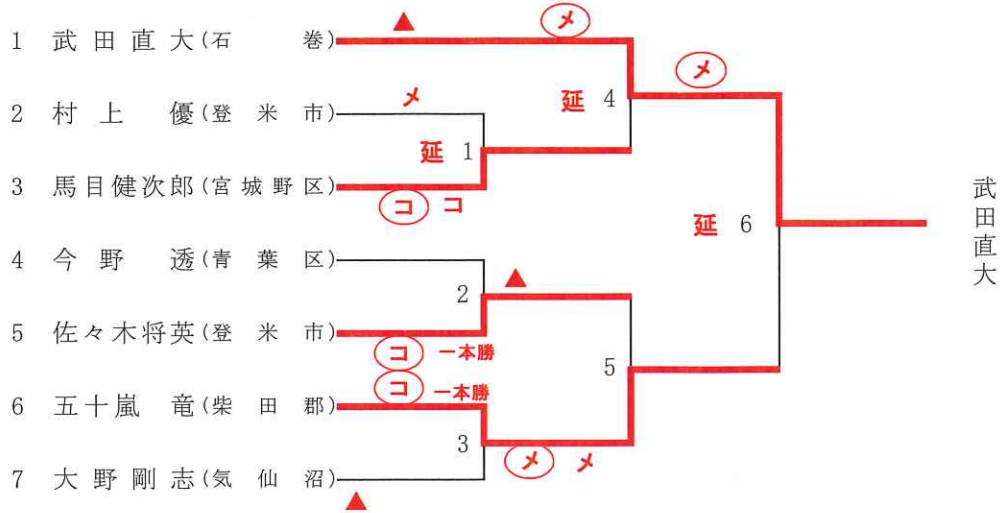 ▲ メ
1 武田直大(石巻)
メ
メ
2 村上優(登米市)
延 4
延 1
3 馬目健次郎(宮城野区)
コ コ
延 6
武田直大
4 今野透(青葉区)
▲
2
5 佐々木将英(登米市)
コ 一本勝
5
コ 一本勝
6 五十嵐竜(柴田郡)
3
メ メ
7 大野剛志(気仙沼)
▲